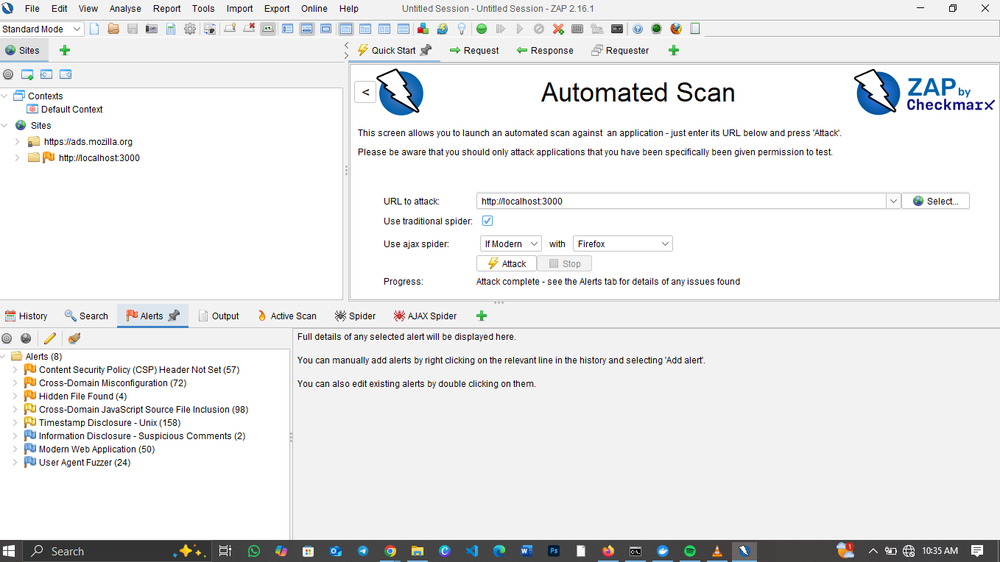 File Edit View Analyse Report Tools Import Export Online Help Untitled Session - Untitled Session - ZAP 2.16.1
Standard Mode
Sites
Quick Start Request Response Requester
Contexts
Default Context
Sites
https://ads.mozilla.org
http://localhost:3000
<
Automated Scan
ZAP by
Checkmarx
This screen allows you to launch an automated scan against an application - just enter its URL below and press 'Attack'.
Please be aware that you should only attack applications that you have been specifically been given permission to test.
URL to attack: http://localhost:3000 Select...
Use traditional spider:
Use ajax spider: If Modern with Firefox
Attack Stop
Progress: Attack complete - see the Alerts tab for details of any issues found
History Search Alerts Output Active Scan Spider AJAX Spider
Alerts (8)
Content Security Policy (CSP) Header Not Set (57)
Cross-Domain Misconfiguration (72)
Hidden File Found (4)
Cross-Domain JavaScript Source File Inclusion (98)
Timestamp Disclosure - Unix (158)
Information Disclosure - Suspicious Comments (2)
Modern Web Application (50)
User Agent Fuzzer (24)
Full details of any selected alert will be displayed here.
You can manually add alerts by right clicking on the relevant line in the history and selecting 'Add alert'.
You can also edit existing alerts by double clicking on them.
Search
1
10:35 AM